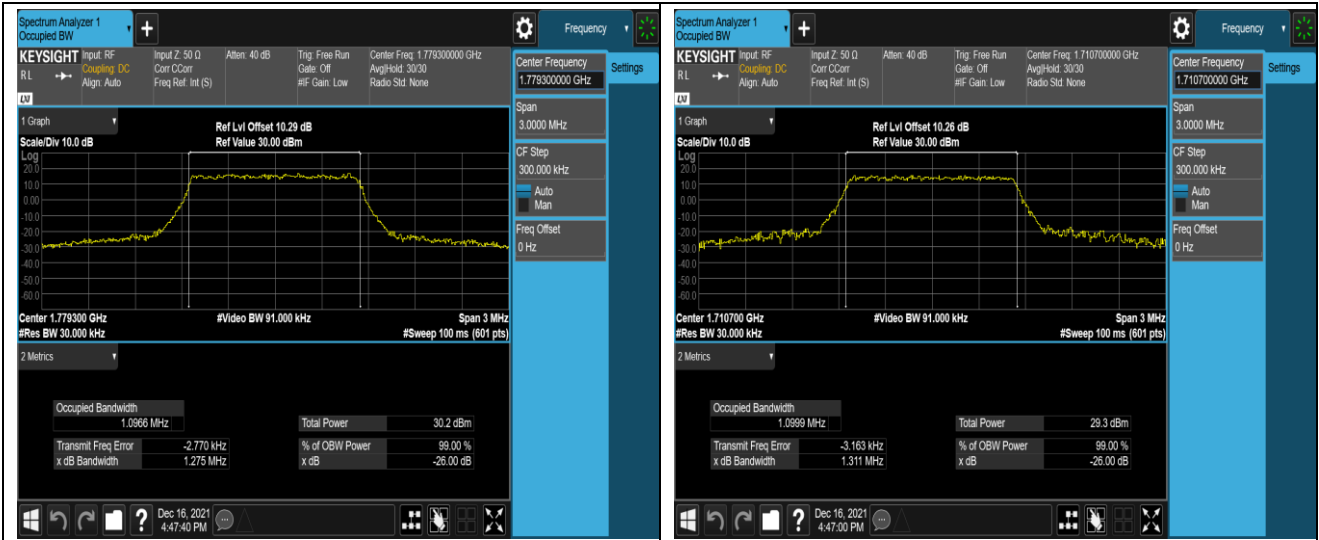 Spectrum Analyzer 1
Occupied BW
+
Frequency
KEYSIGHT Input: RF Input Z: 50 Ω Atten: 40 dB Trig: Free Run Center Freq: 1.779300000 GHz
RL Coupling: DC Corr CCorr Gate: Off Avg|Hold: 30/30
Align: Auto Freq Ref: Int (S) #IF Gain: Low Radio Std: None
LXI
Center Frequency
1.779300000 GHz
Settings
Span
3.0000 MHz
CF Step
300.000 kHz
Auto
Man
Freq Offset
0 Hz
1 Graph
Ref Lvl Offset 10.29 dB
Scale/Div 10.0 dB Ref Value 30.00 dBm
Log
20.0
10.0
0.00
-10.0
-20.0
-30.0
-40.0
-50.0
-60.0
Center 1.779300 GHz #Video BW 91.000 kHz Span 3 MHz
#Res BW 30.000 kHz #Sweep 100 ms (601 pts)
2 Metrics
Occupied Bandwidth
1.0966 MHz Total Power 30.2 dBm
Transmit Freq Error -2.770 kHz % of OBW Power 99.00 %
x dB Bandwidth 1.275 MHz x dB -26.00 dB
?
Dec 16, 2021
4:47:40 PM
Spectrum Analyzer 1
Occupied BW
+
Frequency
KEYSIGHT Input: RF Input Z: 50 Ω Atten: 40 dB Trig: Free Run Center Freq: 1.710700000 GHz
RL Coupling: DC Corr CCorr Gate: Off Avg|Hold: 30/30
Align: Auto Freq Ref: Int (S) #IF Gain: Low Radio Std: None
LXI
Center Frequency
1.710700000 GHz
Settings
Span
3.0000 MHz
CF Step
300.000 kHz
Auto
Man
Freq Offset
0 Hz
1 Graph
Ref Lvl Offset 10.26 dB
Scale/Div 10.0 dB Ref Value 30.00 dBm
Log
20.0
10.0
0.00
-10.0
-20.0
-30.0
-40.0
-50.0
-60.0
Center 1.710700 GHz #Video BW 91.000 kHz Span 3 MHz
#Res BW 30.000 kHz #Sweep 100 ms (601 pts)
2 Metrics
Occupied Bandwidth
1.0999 MHz Total Power 29.3 dBm
Transmit Freq Error -3.163 kHz % of OBW Power 99.00 %
x dB Bandwidth 1.311 MHz x dB -26.00 dB
?
Dec 16, 2021
4:47:00 PM